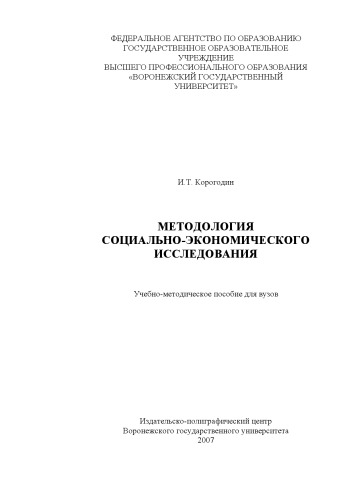 ФЕДЕРАЛЬНОЕ АГЕНТСТВО ПО ОБРАЗОВАНИЮ
ГОСУДАРСТВЕННОЕ ОБРАЗОВАТЕЛЬНОЕ
УЧРЕЖДЕНИЕ
ВЫСШЕГО ПРОФЕССИОНАЛЬНОГО ОБРАЗОВАНИЯ
«ВОРОНЕЖСКИЙ ГОСУДАРСТВЕННЫЙ
УНИВЕРСИТЕТ»
И.Т. Корогодин
МЕТОДОЛОГИЯ
СОЦИАЛЬНО-ЭКОНОМИЧЕСКОГО
ИССЛЕДОВАНИЯ
Учебно-методическое пособие для вузов
Издательско-полиграфический центр
Воронежского государственного университета
2007